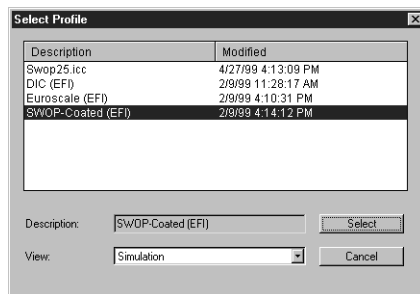 Select Profile
Description Modified
Swop25.icc 4/27/99 4:13:09 PM
DIC (EFI) 2/9/99 11:28:17 AM
Euroscale (EFI) 2/9/99 4:10:31 PM
SWOP-Coated (EFI) 2/9/99 4:14:12 PM
Description: SWOP-Coated (EFI) Select
View: Simulation Cancel